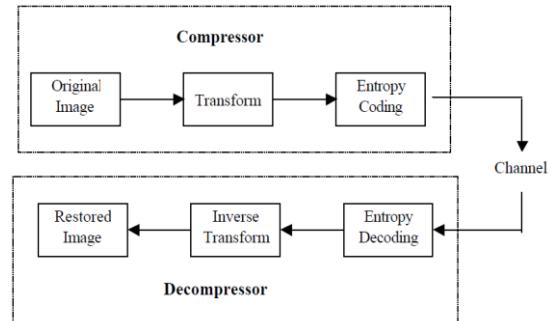 Compressor
Original
Image
Transform
Entropy
Coding
Channel
Restored
Image
Inverse
Transform
Entropy
Decoding
Decompressor